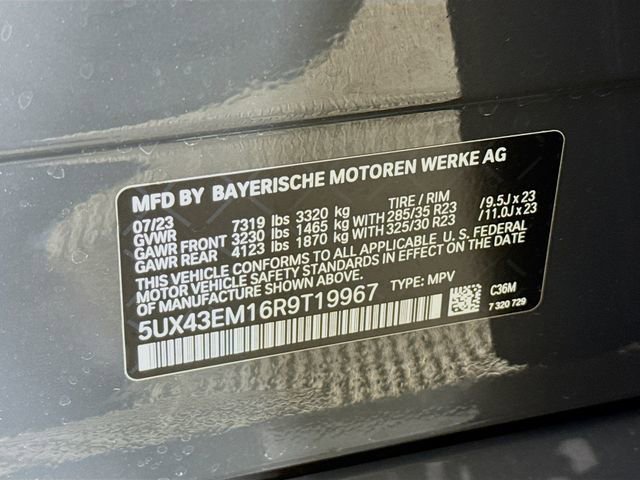 MFD BY BAYERISCHE MOTOREN WERKE AG
07/23 TIRE / RIM
GVWR 7319 lbs 3320 kg
GAWR FRONT 3230 lbs 1465 kg WITH 285/35 R23 /9.5J x 23
GAWR REAR 4123 lbs 1870 kg WITH 325/30 R23 /11.0J x 23
THIS VEHICLE CONFORMS TO ALL APPLICABLE U. S. FEDERAL
MOTOR VEHICLE SAFETY STANDARDS IN EFFECT ON THE DATE
OF MANUFACTURE SHOWN ABOVE.
5UX43EM16R9T19967 TYPE: MPV
C36M
7 320 729